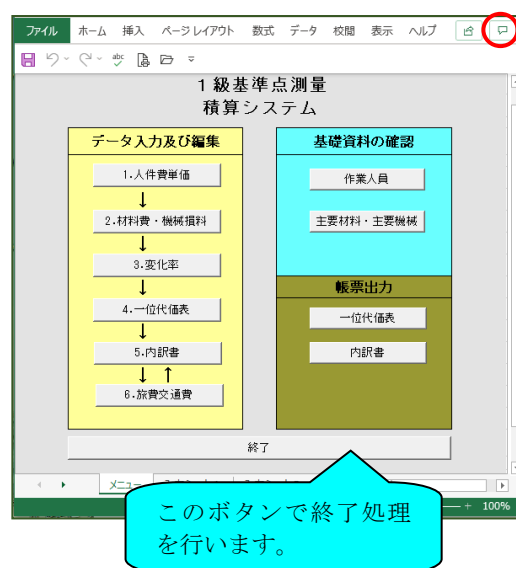 ファイル ホーム 挿入 ページ レイアウト 数式 データ 校閲 表示 ヘルプ
abc
1級基準点測量
積算システム
データ入力及び編集
1.人件費単価
↓
2.材料費・機械損料
↓
3.変化率
↓
4.一位代価表
↓
5.内訳書
↓ ↑
6.旅費交通費
基礎資料の確認
作業人員
主要材料・主要機械
帳票出力
一位代価表
内訳書
終了
メニュー
100%
このボタンで終了処理
を行います。